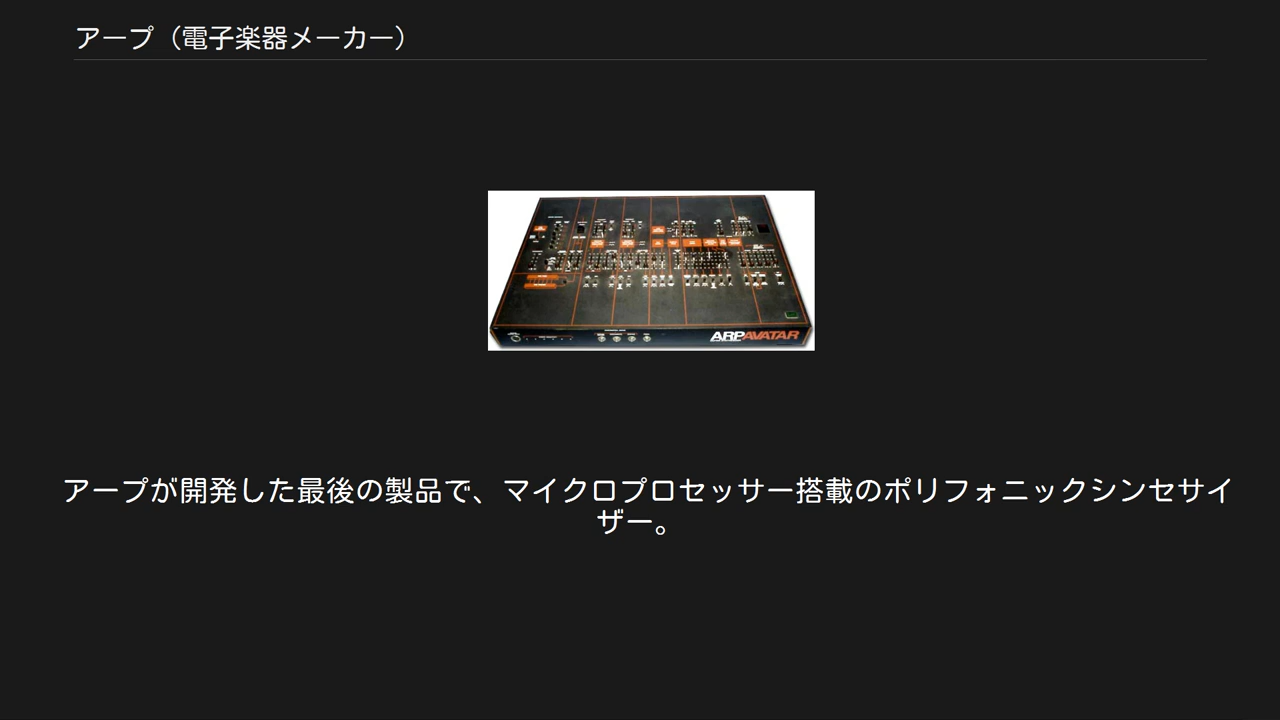 アープ（電子楽器メーカー）
ARP AVATAR
アープが開発した最後の製品で、マイクロプロセッサー搭載のポリフォニックシンセサイ
ザー。